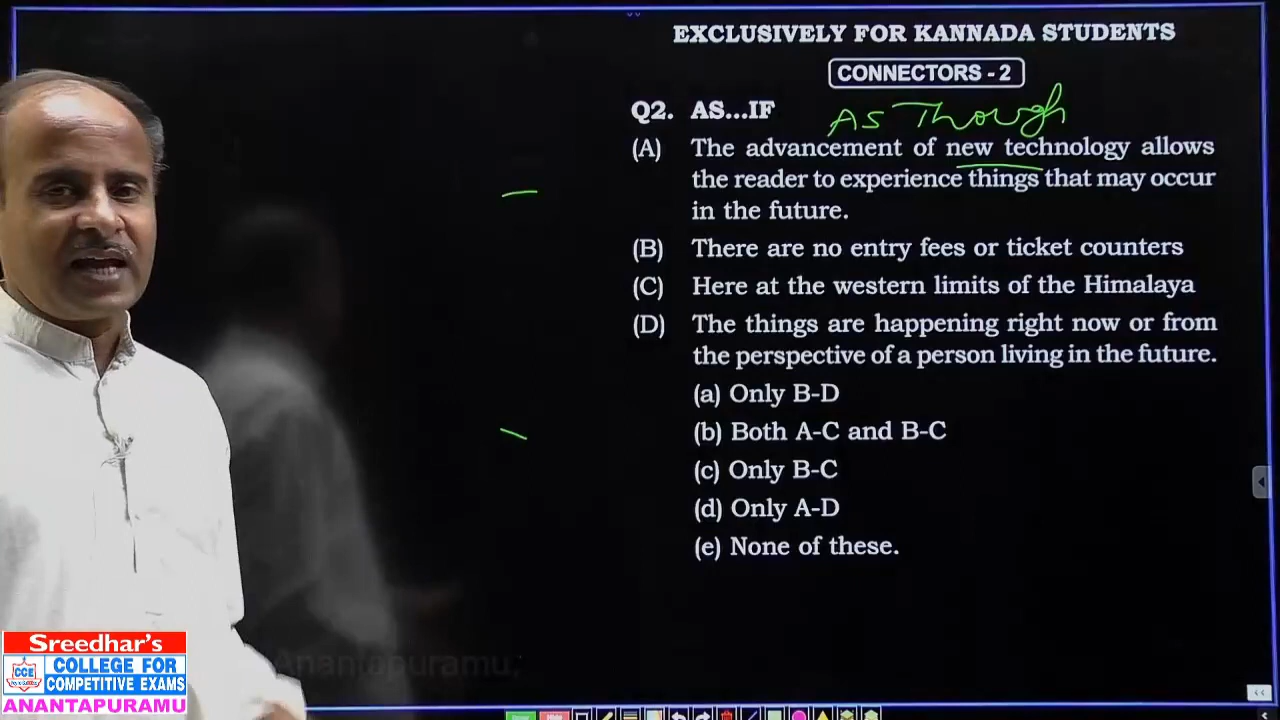 EXCLUSIVELY FOR KANNADA STUDENTS
CONNECTORS - 2
Q2. AS...IF
AS Though
(A) The advancement of new technology allows
the reader to experience things that may occur
in the future.
(B) There are no entry fees or ticket counters
(C) Here at the western limits of the Himalaya
(D) The things are happening right now or from
the perspective of a person living in the future.
(a) Only B-D
(b) Both A-C and B-C
(c) Only B-C
(d) Only A-D
(e) None of these.
Sreedhar's
CCE
COLLEGE FOR
COMPETITIVE EXAMS
ANANTAPURAMU
Anantapuramu,